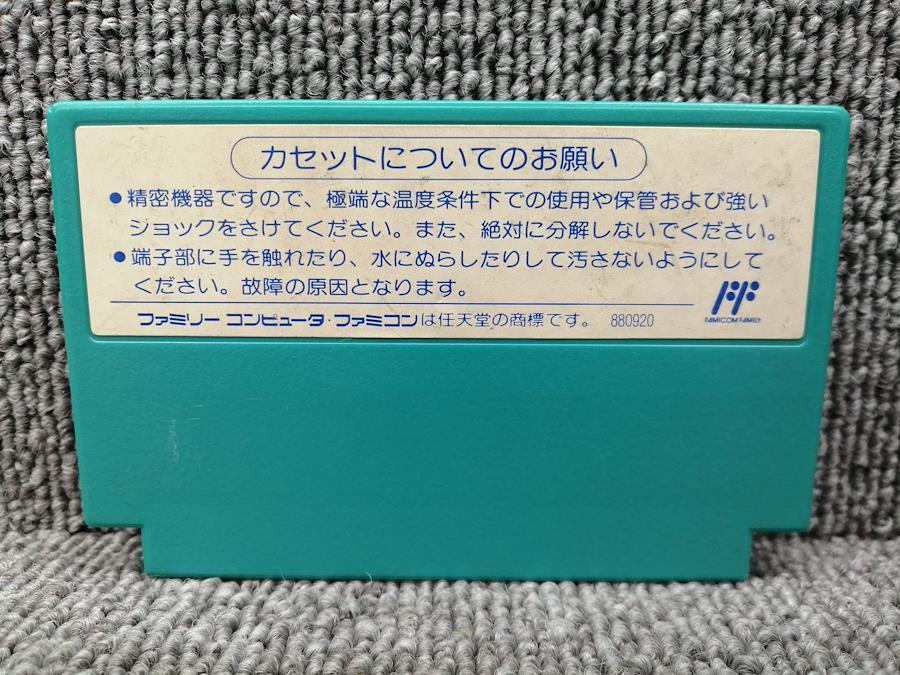 カセットについてのお願い
●精密機器ですので、極端な温度条件下での使用や保管および強い
ショックをさけてください。また、絶対に分解しないでください。
●端子部に手を触れたり、水にぬらしたりして汚さないようにして
ください。故障の原因となります。
FAMICOM FAMILY
ファミリー コンピュータ・ファミコンは任天堂の商標です。 880920